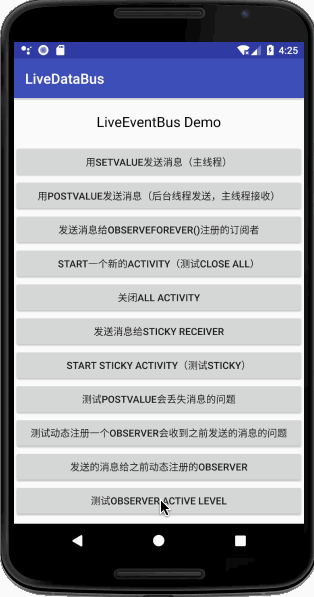 4:25
LiveDataBus
LiveEventBus Demo
用SETVALUE发送消息（主线程）
用POSTVALUE发送消息（后台线程发送，主线程接收）
发送消息给OBSERVEFOREVER()注册的订阅者
START一个新的ACTIVITY（测试CLOSE ALL）
关闭ALL ACTIVITY
发送消息给STICKY RECEIVER
START STICKY ACTIVITY（测试STICKY）
测试POSTVALUE会丢失消息的问题
测试动态注册一个OBSERVER会收到之前发送的消息的问题
发送的消息给之前动态注册的OBSERVER
测试OBSERVER ACTIVE LEVEL